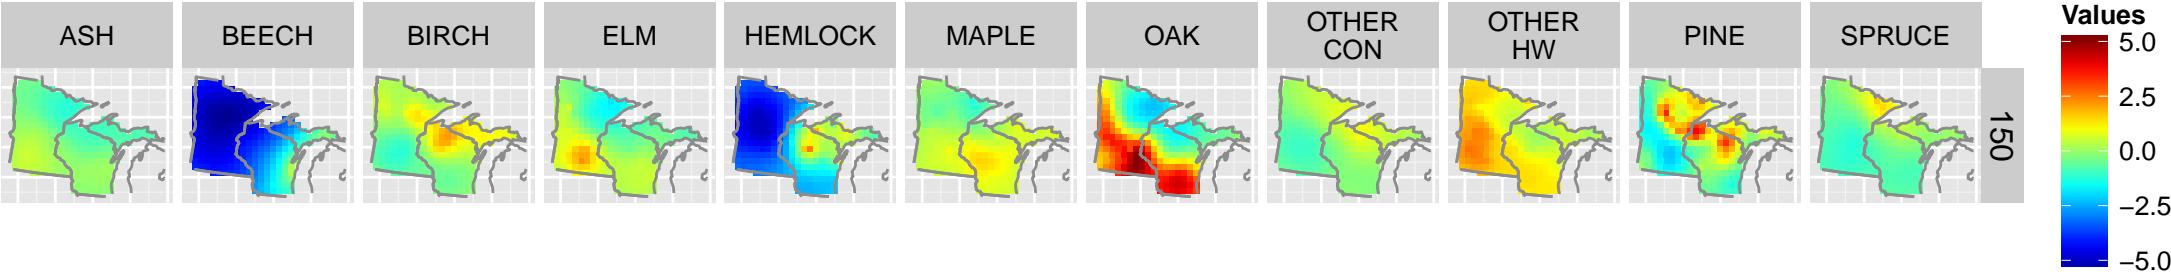 ASH
BEECH
BIRCH
ELM
HEMLOCK
MAPLE
OAK
OTHER
CON
OTHER
HW
PINE
SPRUCE
150
Values
5.0
2.5
0.0
−2.5
−5.0